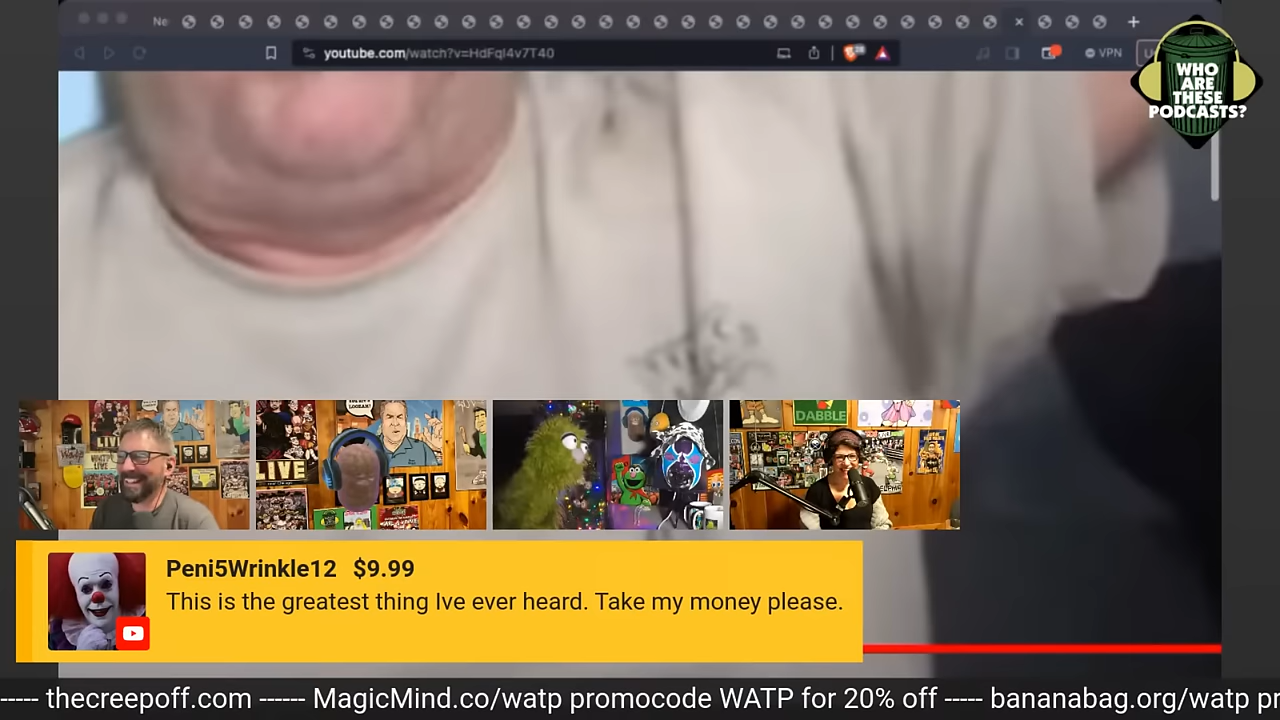 Ne
youtube.com/watch?v=HdFqI4v7T40
VPN
WHO
ARE
THESE
PODCASTS?
LIVE
DABBLE
LIVE
Peni5Wrinkle12 $9.99
This is the greatest thing Ive ever heard. Take my money please.
----- thecreepoff.com ------ MagicMind.co/watp promocode WATP for 20% off ----- bananabag.org/watp pr